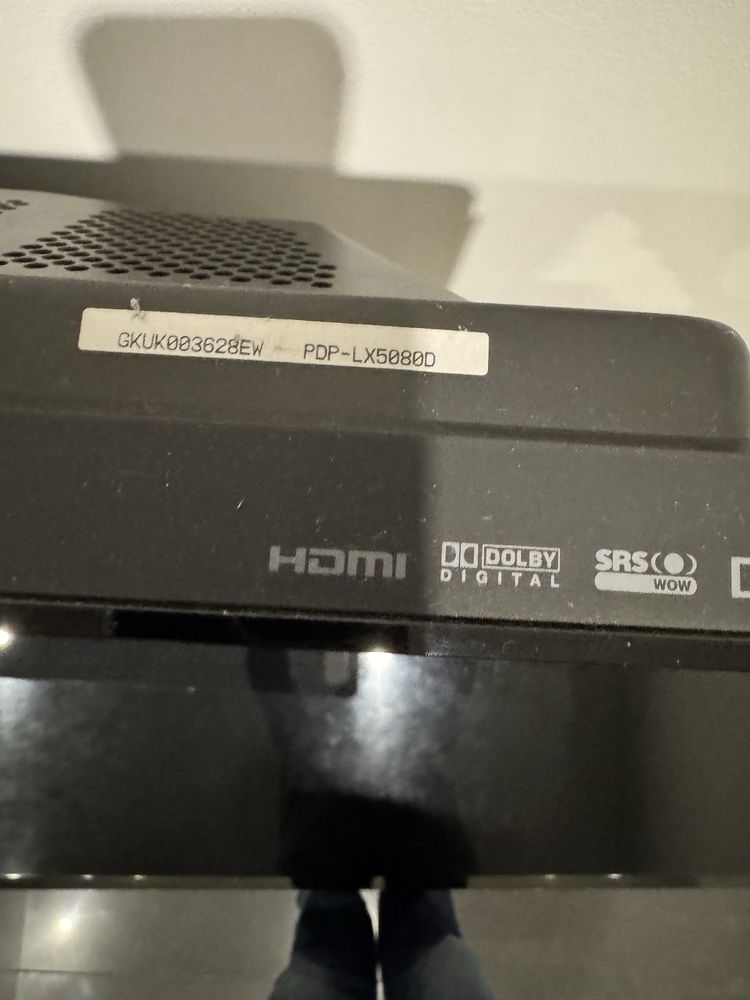 GKUK003628EW PDP-LX5080D
HDMI
DOLBY
DIGITAL
SRS
WOW